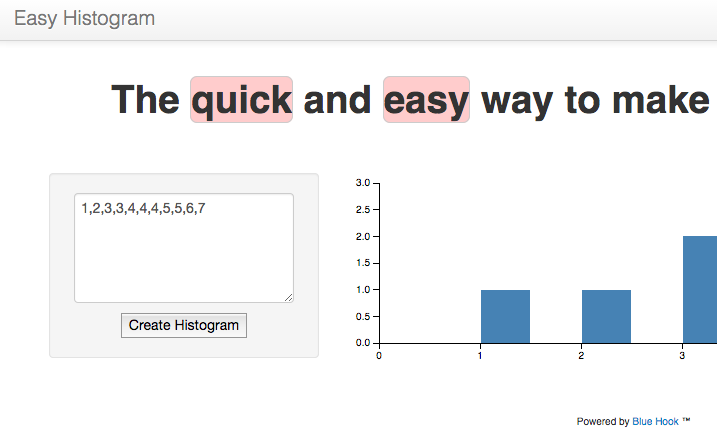 Easy Histogram
The quick and easy way to make
1,2,3,3,4,4,4,5,5,6,7
Create Histogram
3.0
2.5
2.0
1.5
1.0
0.5
0.0
0 1 2 3
Powered by Blue Hook ™